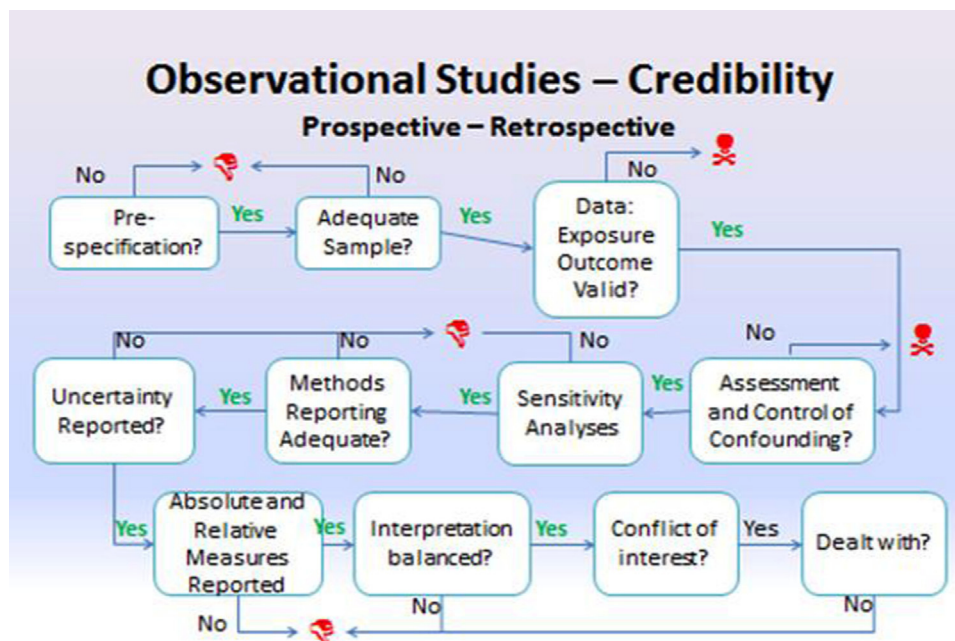 Observational Studies – Credibility
Prospective – Retrospective
No
No
No
Pre-
specification?
Yes
Adequate
Sample?
Yes
Data:
Exposure
Outcome
Valid?
Yes
No
No
No
No
Uncertainty
Reported?
Yes
Methods
Reporting
Adequate?
Yes
Sensitivity
Analyses
Yes
Assessment
and Control of
Confounding?
Yes
Absolute and
Relative
Measures
Reported
Yes
Interpretation
balanced?
Yes
Conflict of
interest?
Yes
Dealt with?
No
No
No